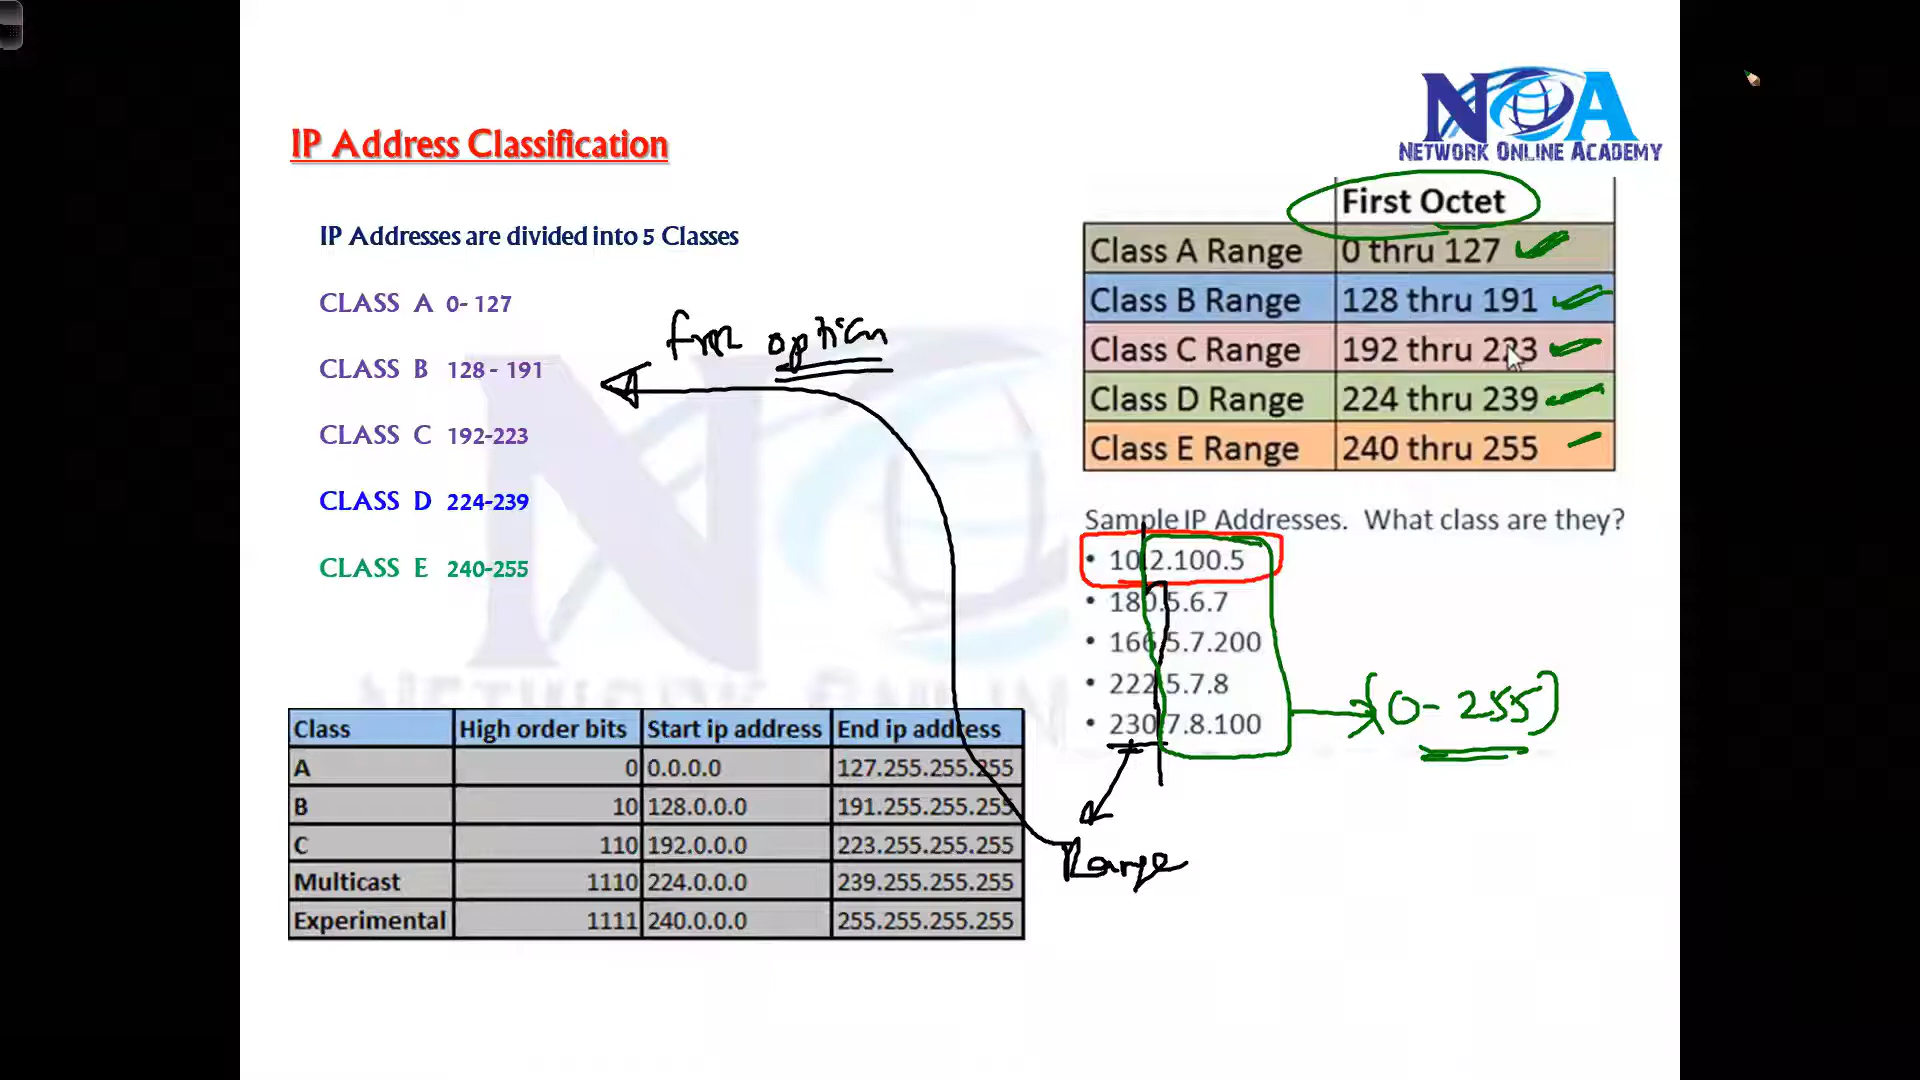 NOA
NETWORK ONLINE ACADEMY
IP Address Classification
IP Addresses are divided into 5 Classes
CLASS A 0- 127
CLASS B 128 - 191
CLASS C 192-223
CLASS D 224-239
CLASS E 240-255
option
First Octet
Class A Range 0 thru 127
Class B Range 128 thru 191
Class C Range 192 thru 223
Class D Range 224 thru 239
Class E Range 240 thru 255
Sample IP Addresses. What class are they?
• 10.2.100.5
• 180.5.6.7
• 166.5.7.200
• 222.5.7.8
• 230.7.8.100
(0- 255)
Range
Class High order bits Start ip address End ip address
A 0 0.0.0.0 127.255.255.255
B 10 128.0.0.0 191.255.255.255
C 110 192.0.0.0 223.255.255.255
Multicast 1110 224.0.0.0 239.255.255.255
Experimental 1111 240.0.0.0 255.255.255.255
NETWORK ONLIN